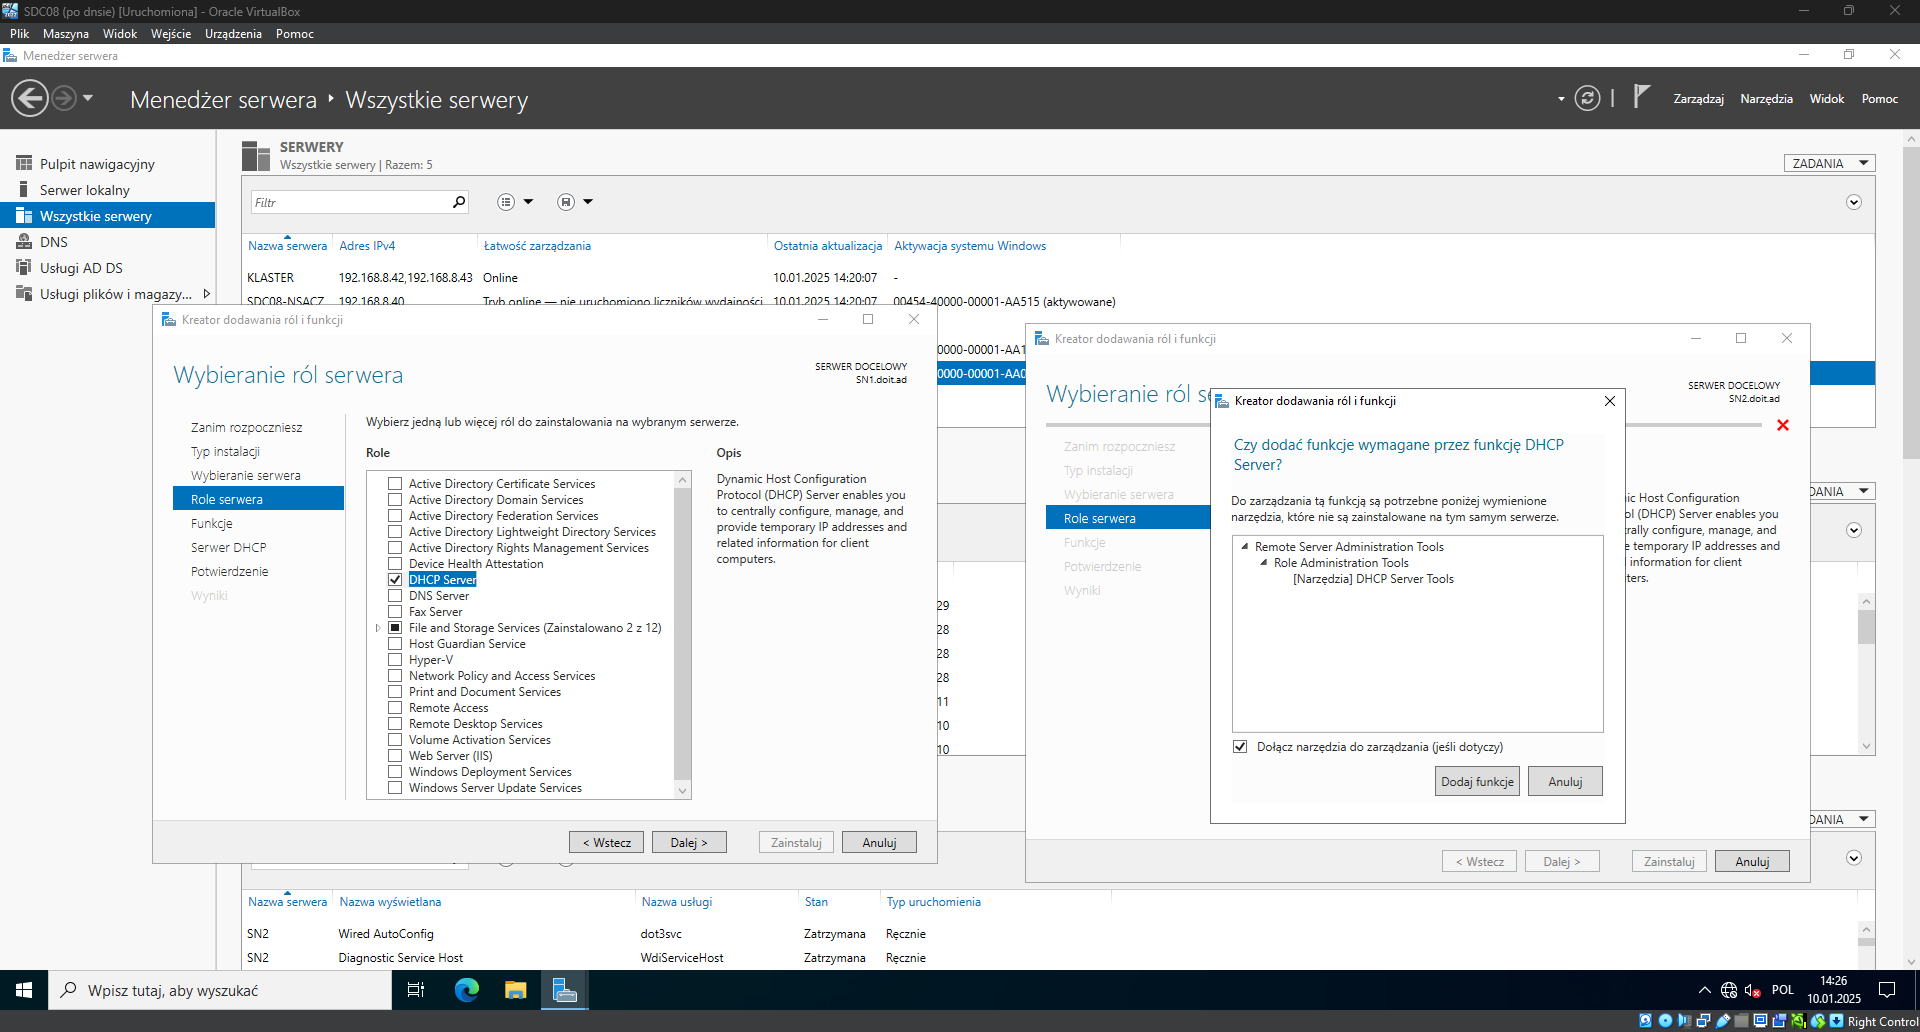 SDC08 (po dnsie) [Uruchomiona] - Oracle VirtualBox
Plik Maszyna Widok Wejście Urządzenia Pomoc
Menedżer serwera
Menedżer serwera ‣ Wszystkie serwery
Zarządzaj Narzędzia Widok Pomoc
Pulpit nawigacyjny
Serwer lokalny
Wszystkie serwery
DNS
Usługi AD DS
Usługi plików i magazy...
SERWERY
Wszystkie serwery | Razem: 5
ZADANIA
Filtr
Nazwa serwera Adres IPv4 Łatwość zarządzania Ostatnia aktualizacja Aktywacja systemu Windows
KLASTER 192.168.8.42,192.168.8.43 Online 10.01.2025 14:20:07 -
SDC08-NSACZ 192.168.8.40 Tryb online — nie uruchomiono liczników wydajności 10.01.2025 14:20:07 00454-40000-00001-AA515 (aktywowane)
0000-00001-AA1
0000-00001-AA0
Kreator dodawania ról i funkcji
Wybieranie ról serwera
SERWER DOCELOWY
SN1.doit.ad
Zanim rozpoczniesz
Typ instalacji
Wybieranie serwera
Role serwera
Funkcje
Serwer DHCP
Potwierdzenie
Wyniki
Wybierz jedną lub więcej ról do zainstalowania na wybranym serwerze.
Role
Active Directory Certificate Services
Active Directory Domain Services
Active Directory Federation Services
Active Directory Lightweight Directory Services
Active Directory Rights Management Services
Device Health Attestation
DHCP Server
DNS Server
Fax Server
File and Storage Services (Zainstalowano 2 z 12)
Host Guardian Service
Hyper-V
Network Policy and Access Services
Print and Document Services
Remote Access
Remote Desktop Services
Volume Activation Services
Web Server (IIS)
Windows Deployment Services
Windows Server Update Services
Opis
Dynamic Host Configuration
Protocol (DHCP) Server enables you
to centrally configure, manage, and
provide temporary IP addresses and
related information for client
computers.
< Wstecz Dalej > Zainstaluj Anuluj
Kreator dodawania ról i funkcji
Wybieranie ról se
SERWER DOCELOWY
SN2.doit.ad
Zanim rozpoczniesz
Typ instalacji
Wybieranie serwera
Role serwera
Funkcje
Potwierdzenie
Wyniki
ic Host Configuration
ol (DHCP) Server enables you
trally configure, manage, and
e temporary IP addresses and
information for client
ters.
< Wstecz Dalej > Zainstaluj Anuluj
Kreator dodawania ról i funkcji
Czy dodać funkcje wymagane przez funkcję DHCP
Server?
Do zarządzania tą funkcją są potrzebne poniżej wymienione
narzędzia, które nie są zainstalowane na tym samym serwerze.
Remote Server Administration Tools
Role Administration Tools
[Narzędzia] DHCP Server Tools
Dołącz narzędzia do zarządzania (jeśli dotyczy)
Dodaj funkcje Anuluj
DANIA
29
28
28
28
11
10
10
DANIA
Nazwa serwera Nazwa wyświetlana Nazwa usługi Stan Typ uruchomienia
SN2 Wired AutoConfig dot3svc Zatrzymana Ręcznie
SN2 Diagnostic Service Host WdiServiceHost Zatrzymana Ręcznie
Wpisz tutaj, aby wyszukać
POL
14:26
10.01.2025
Right Control